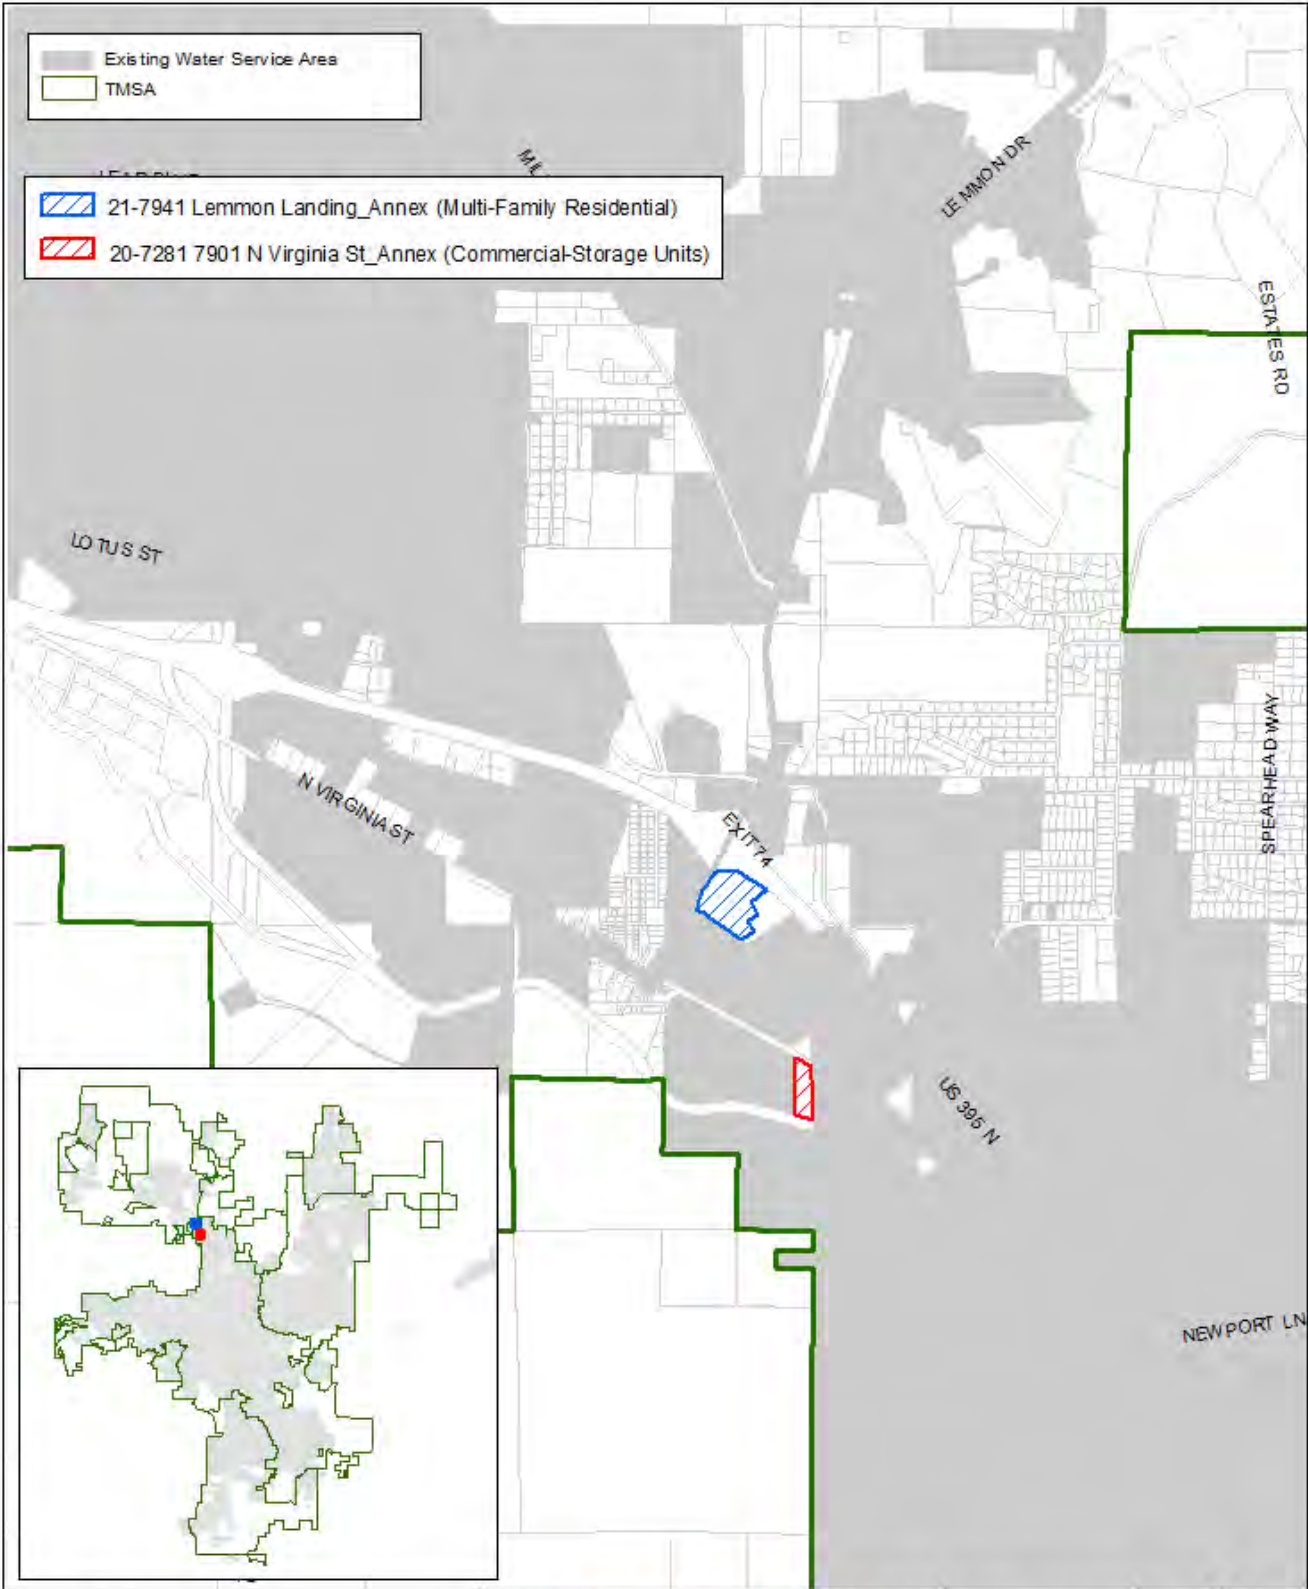 Existing Water Service Area
TMSA
21-7941 Lemmon Landing_Annex (Multi-Family Residential)
20-7281 7901 N Virginia St_Annex (Commercial-Storage Units)
LEMMON DR
ESTATES RD
LOTUS ST
SPEARHEAD WAY
N VIRGINIA ST
EXIT 74
US 395 N
NEWPORT LN